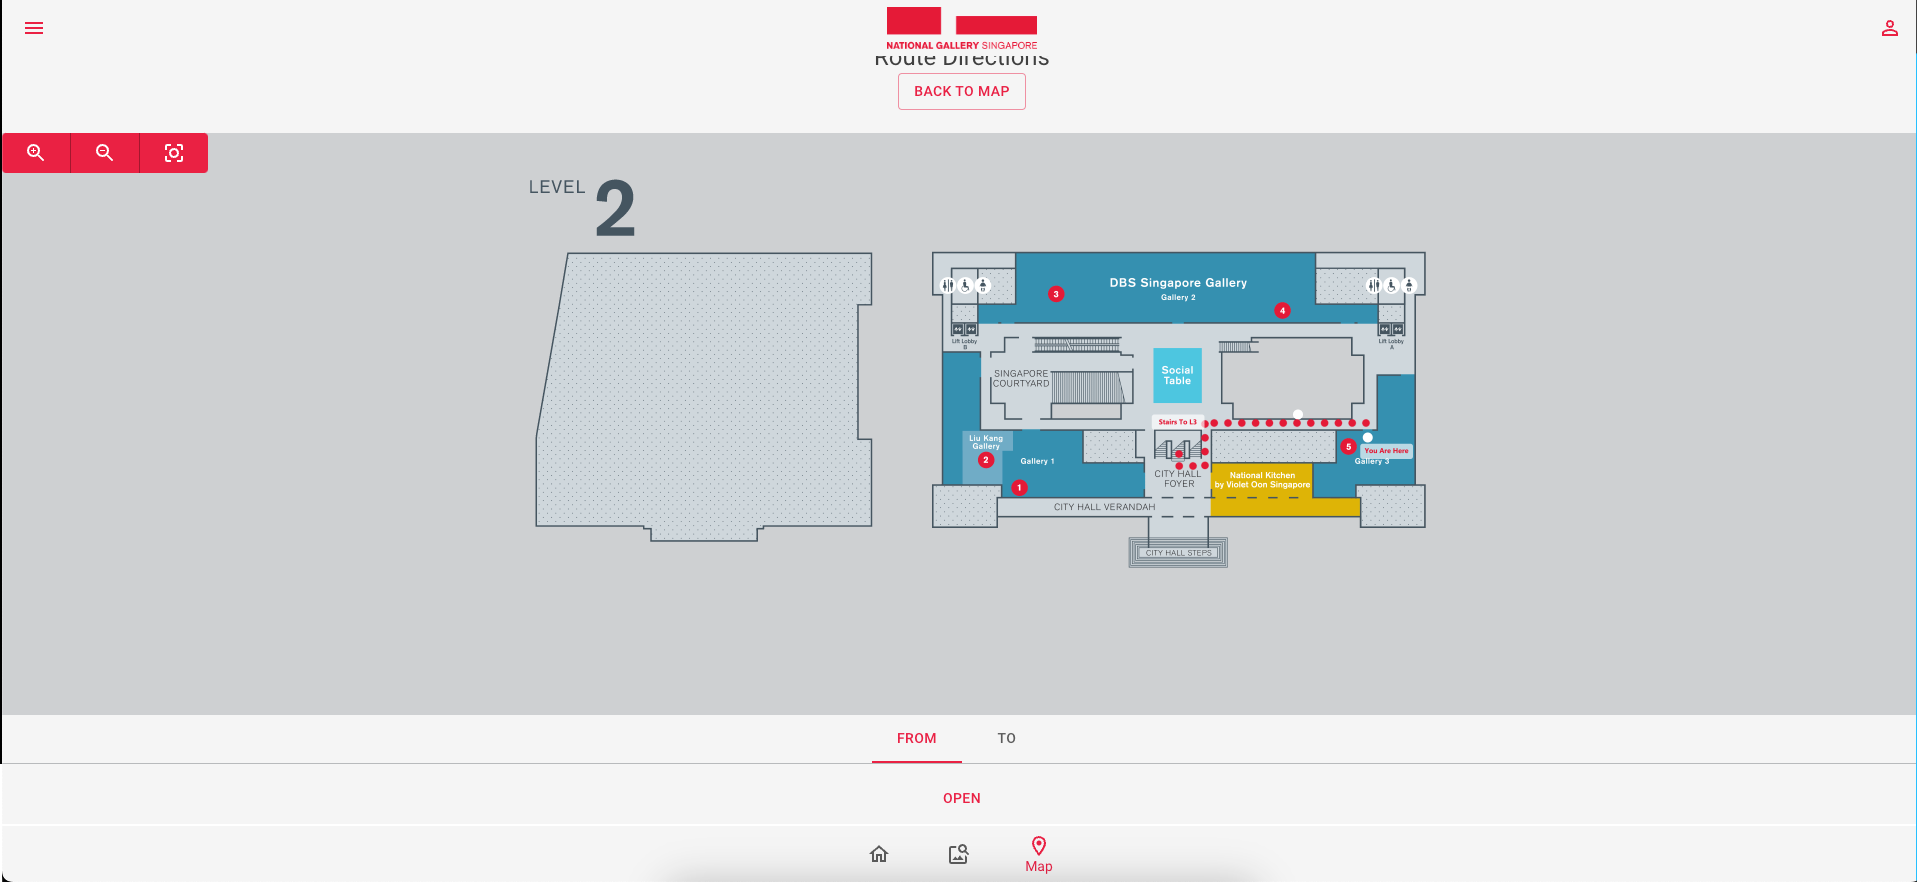 NATIONAL GALLERY SINGAPORE
Route Directions
BACK TO MAP
LEVEL 2
DBS Singapore Gallery
Gallery 2
3
4
Lift Lobby
B
Lift Lobby
A
SINGAPORE
COURTYARD
Social
Table
Stairs To L3
Liu Kang
Gallery
2
Gallery 1
1
5
You Are Here
Gallery 3
CITY HALL
FOYER
National Kitchen
by Violet Oon Singapore
CITY HALL VERANDAH
CITY HALL STEPS
FROM
TO
OPEN
Map